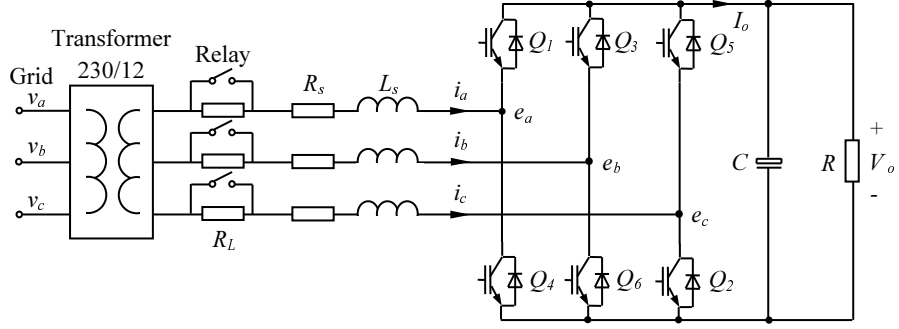 Transformer
230/12
Relay
Grid
v_a
v_b
v_c
R_L
R_s
L_s
i_a
i_b
i_c
e_a
e_b
e_c
Q_1
Q_3
Q_5
Q_4
Q_6
Q_2
I_o
C
R
+
V_o
-